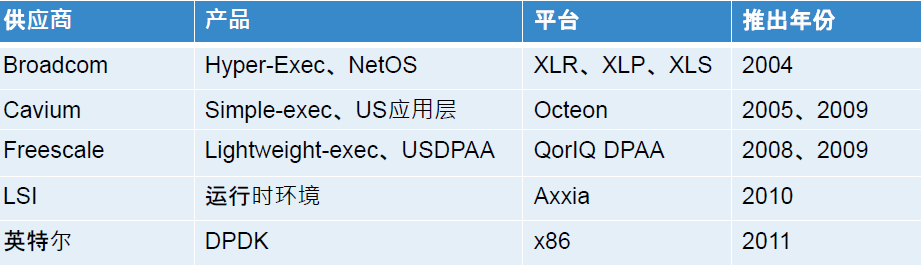 供应商 产品 平台 推出年份
Broadcom Hyper-Exec、NetOS XLR、XLP、XLS 2004
Cavium Simple-exec、US应用层 Octeon 2005、2009
Freescale Lightweight-exec、USDPAA QorIQ DPAA 2008、2009
LSI 运行时环境 Axxia 2010
英特尔 DPDK x86 2011